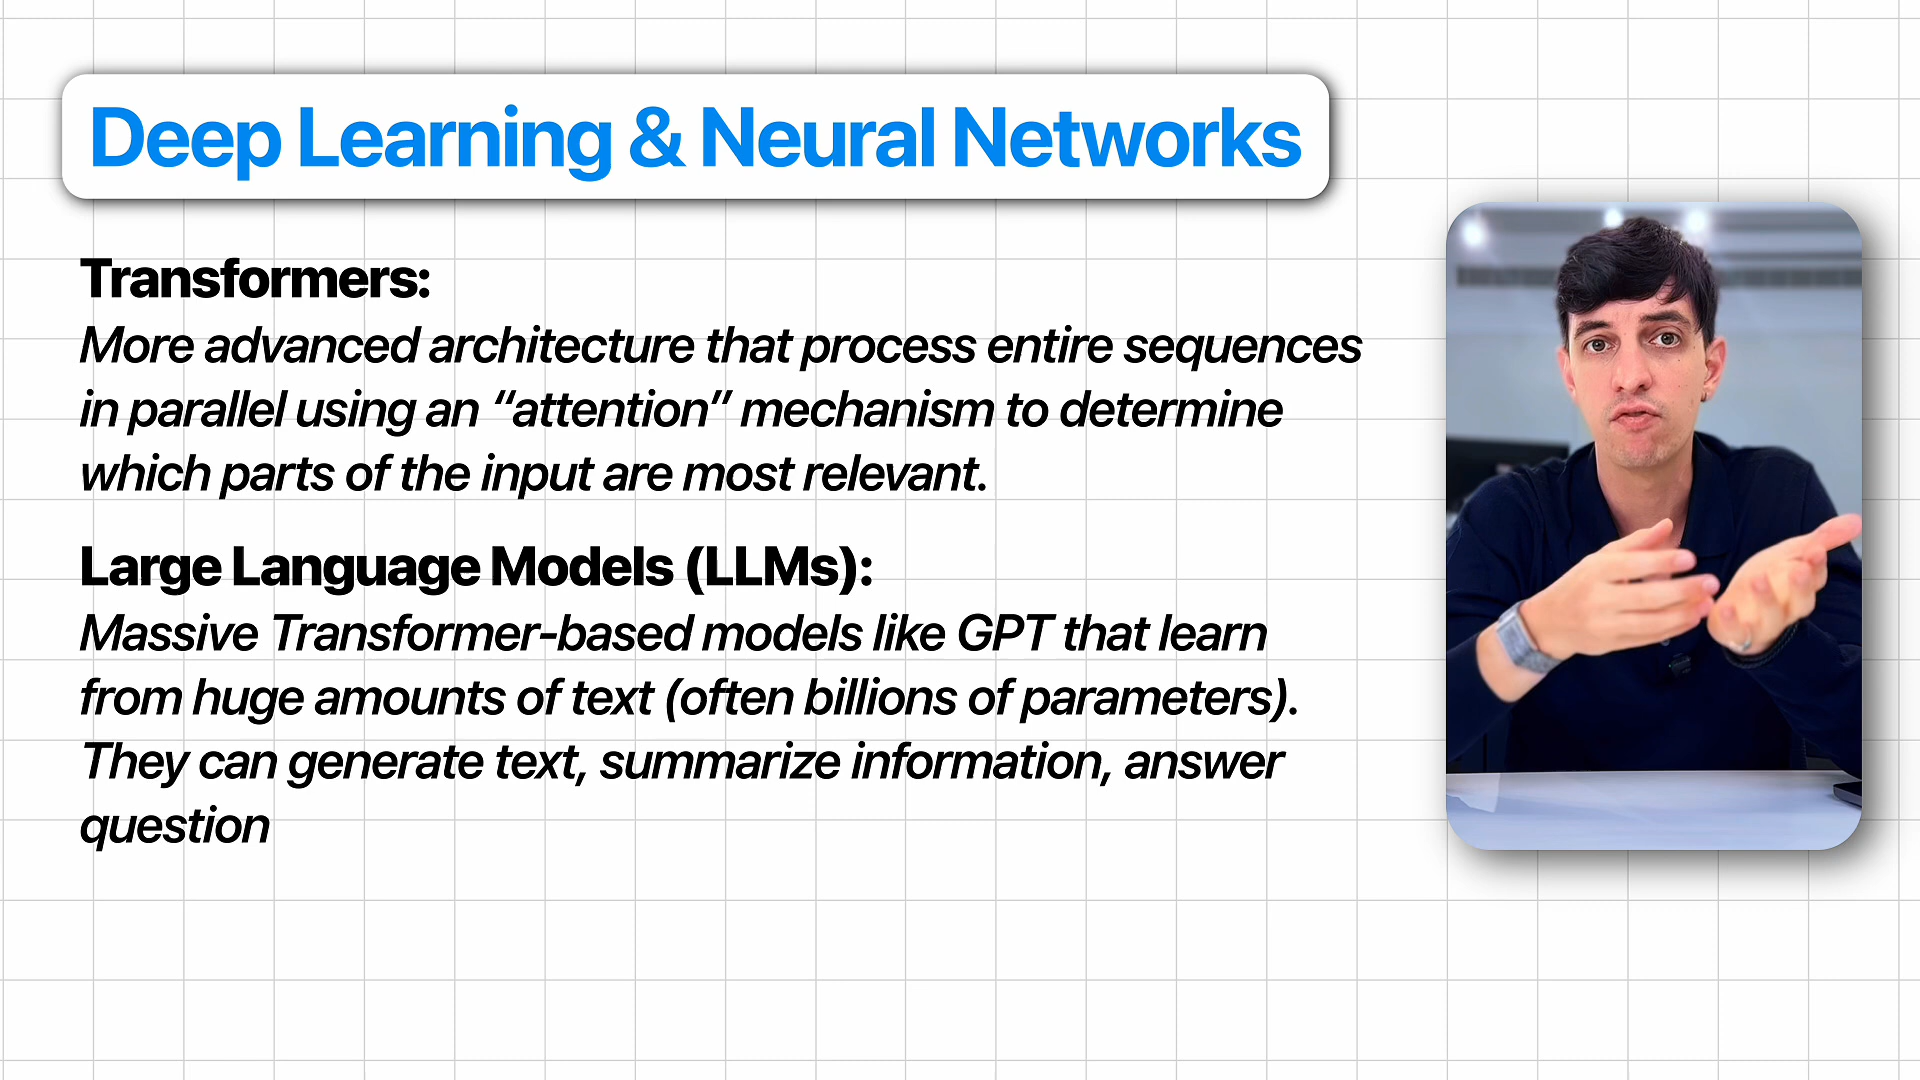 Deep Learning & Neural Networks
Transformers:
More advanced architecture that process entire sequences
in parallel using an “attention” mechanism to determine
which parts of the input are most relevant.
Large Language Models (LLMs):
Massive Transformer-based models like GPT that learn
from huge amounts of text (often billions of parameters).
They can generate text, summarize information, answer
question